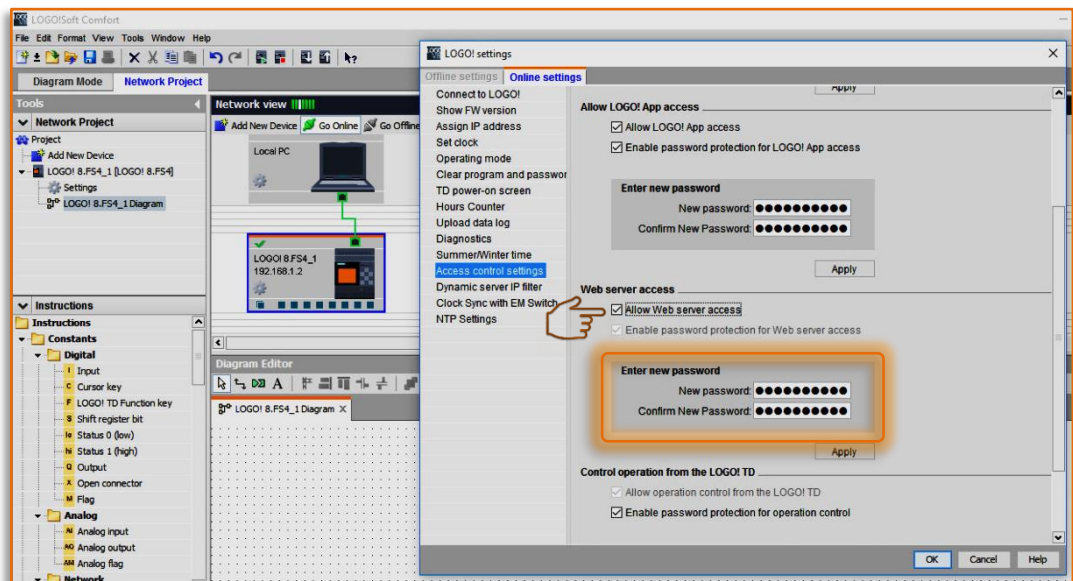 LOGO!Soft Comfort
File Edit Format View Tools Window Help
Diagram Mode Network Project
Tools
Network Project
Project
Add New Device
LOGO! 8.FS4_1 [LOGO! 8.FS4]
Settings
LOGO! 8.FS4_1 Diagram
Instructions
Instructions
Constants
Digital
I Input
C Cursor key
F LOGO! TD Function key
S Shift register bit
lo Status 0 (low)
hi Status 1 (high)
Q Output
X Open connector
M Flag
Analog
AI Analog input
AQ Analog output
AM Analog flag
Network
Network view
Add New Device Go Online Go Offline
Local PC
LOGO! 8.FS4_1
192.168.1.2
Diagram Editor
LOGO! 8.FS4_1 Diagram X
LOGO! settings
Offline settings Online settings
Connect to LOGO!
Show FW version
Assign IP address
Set clock
Operating mode
Clear program and passwor
TD power-on screen
Hours Counter
Upload data log
Diagnostics
Summer/Winter time
Access control settings
Dynamic server IP filter
Clock Sync with EM Switch
NTP Settings
Apply
Allow LOGO! App access
Allow LOGO! App access
Enable password protection for LOGO! App access
Enter new password
New password: ●●●●●●●●●●
Confirm New Password: ●●●●●●●●●●
Apply
Web server access
Allow Web server access
Enable password protection for Web server access
Enter new password
New password: ●●●●●●●●●●
Confirm New Password: ●●●●●●●●●●
Apply
Control operation from the LOGO! TD
Allow operation control from the LOGO! TD
Enable password protection for operation control
OK Cancel Help